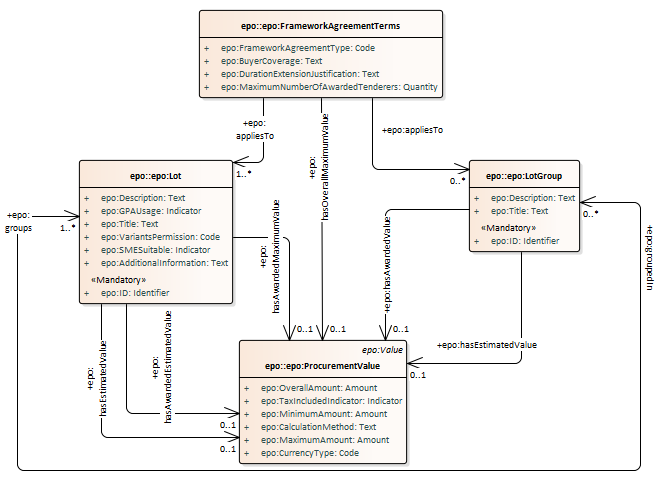 epo::epo:FrameworkAgreementTerms
+ epo:FrameworkAgreementType: Code
+ epo:BuyerCoverage: Text
+ epo:DurationExtensionJustification: Text
+ epo:MaximumNumberOfAwardedTenderers: Quantity
+epo:
appliesTo
1..*
+epo:
hasOverallMaximumValue
0..1
+epo:appliesTo
0..*
epo::epo:Lot
+ epo:Description: Text
+ epo:GPAUsage: Indicator
+ epo:Title: Text
+ epo:VariantsPermission: Code
+ epo:SMESuitable: Indicator
+ epo:AdditionalInformation: Text
«Mandatory»
+ epo:ID: Identifier
epo::epo:LotGroup
+ epo:Description: Text
+ epo:Title: Text
«Mandatory»
+ epo:ID: Identifier
+epo:
groups
1..*
0..*
+epo:groupedIn
+epo:
hasAwardedMaximumValue
0..1
+epo:hasAwardedValue
0..1
+epo:hasEstimatedValue
0..1
+epo:
hasEstimatedValue
0..1
+epo:
hasAwardedEstimatedValue
0..1
epo:Value
epo::epo:ProcurementValue
+ epo:OverallAmount: Amount
+ epo:TaxIncludedIndicator: Indicator
+ epo:MinimumAmount: Amount
+ epo:CalculationMethod: Text
+ epo:MaximumAmount: Amount
+ epo:CurrencyType: Code